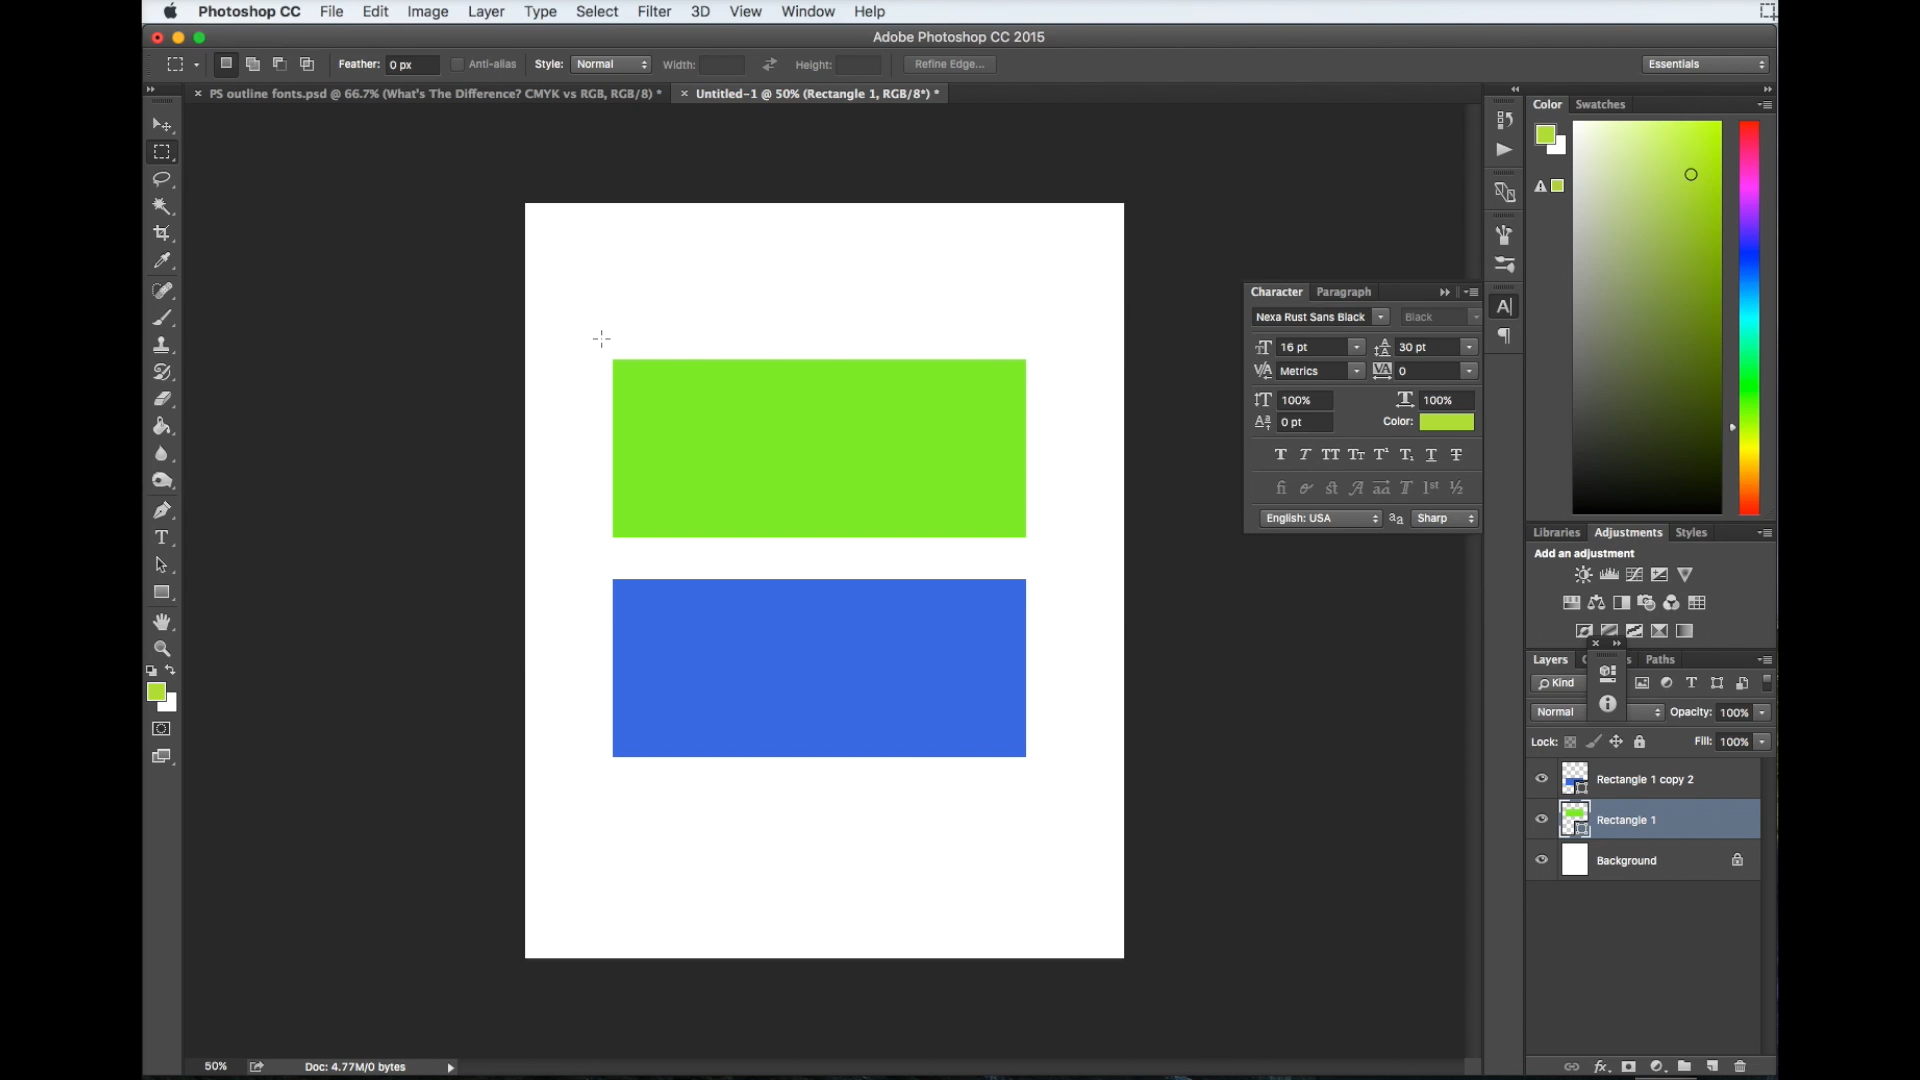 Photoshop CC File Edit Image Layer Type Select Filter 3D View Window Help
Adobe Photoshop CC 2015
Feather: 0 px Anti-alias Style: Normal Width: Height: Refine Edge... Essentials
PS outline fonts.psd @ 66.7% (What's The Difference? CMYK vs RGB, RGB/8) * Untitled-1 @ 50% (Rectangle 1, RGB/8*) *
Color Swatches
Character Paragraph
Nexa Rust Sans Black Black
16 pt 30 pt
Metrics 0
100% 100%
0 pt Color:
English: USA Sharp
Libraries Adjustments Styles
Add an adjustment
Layers Paths
Kind
Normal Opacity: 100%
Lock: Fill: 100%
Rectangle 1 copy 2
Rectangle 1
Background
50% Doc: 4.77M/0 bytes